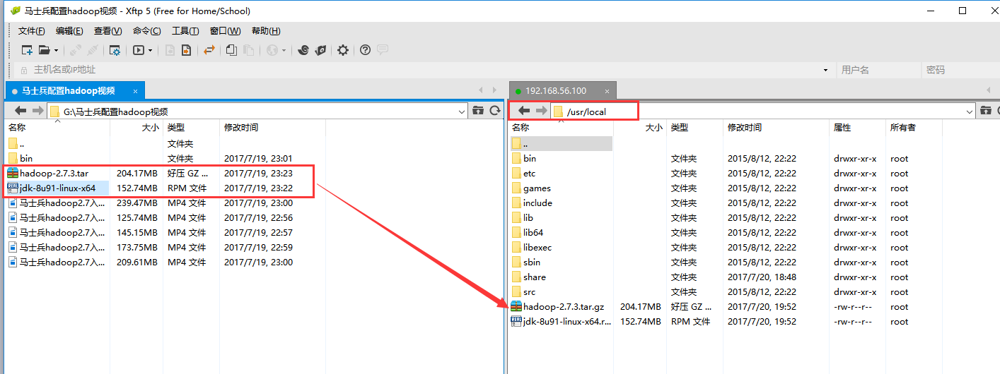 马士兵配置hadoop视频 - Xftp 5 (Free for Home/School)
文件(F) 编辑(E) 查看(V) 命令(C) 工具(T) 窗口(W) 帮助(H)
主机名或IP地址 用户名 密码
马士兵配置hadoop视频 ×
G:\马士兵配置hadoop视频
名称 大小 类型 修改时间
.. 文件夹
bin 文件夹 2017/7/19, 23:01
hadoop-2.7.3.tar 204.17MB 好压 GZ ... 2017/7/19, 23:23
jdk-8u91-linux-x64 152.74MB RPM 文件 2017/7/19, 23:22
马士兵hadoop2.7入... 239.47MB MP4 文件 2017/7/19, 23:00
马士兵hadoop2.7入... 125.74MB MP4 文件 2017/7/19, 22:56
马士兵hadoop2.7入... 145.15MB MP4 文件 2017/7/19, 22:57
马士兵hadoop2.7入... 173.75MB MP4 文件 2017/7/19, 22:59
马士兵hadoop2.7入... 209.61MB MP4 文件 2017/7/19, 23:00
192.168.56.100 ×
/usr/local
名称 大小 类型 修改时间 属性 所有者
..
bin 文件夹 2015/8/12, 22:22 drwxr-xr-x root
etc 文件夹 2015/8/12, 22:22 drwxr-xr-x root
games 文件夹 2015/8/12, 22:22 drwxr-xr-x root
include 文件夹 2015/8/12, 22:22 drwxr-xr-x root
lib 文件夹 2015/8/12, 22:22 drwxr-xr-x root
lib64 文件夹 2015/8/12, 22:22 drwxr-xr-x root
libexec 文件夹 2015/8/12, 22:22 drwxr-xr-x root
sbin 文件夹 2015/8/12, 22:22 drwxr-xr-x root
share 文件夹 2017/7/20, 18:48 drwxr-xr-x root
src 文件夹 2015/8/12, 22:22 drwxr-xr-x root
hadoop-2.7.3.tar.gz 204.17MB 好压 GZ ... 2017/7/20, 19:52 -rw-r--r-- root
jdk-8u91-linux-x64.r... 152.74MB RPM 文件 2017/7/20, 19:52 -rw-r--r-- root